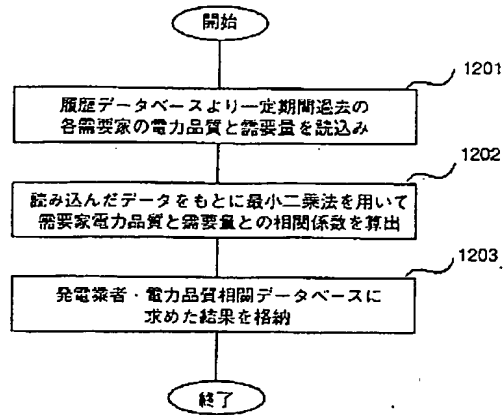 開始
1201
履歴データベースより一定期間過去の
各需要家の電力品質と需要量を読込み
1202
読み込んだデータをもとに最小二乗法を用いて
需要家電力品質と需要量との相関係数を算出
1203
発電業者・電力品質相関データベースに
求めた結果を格納
終了